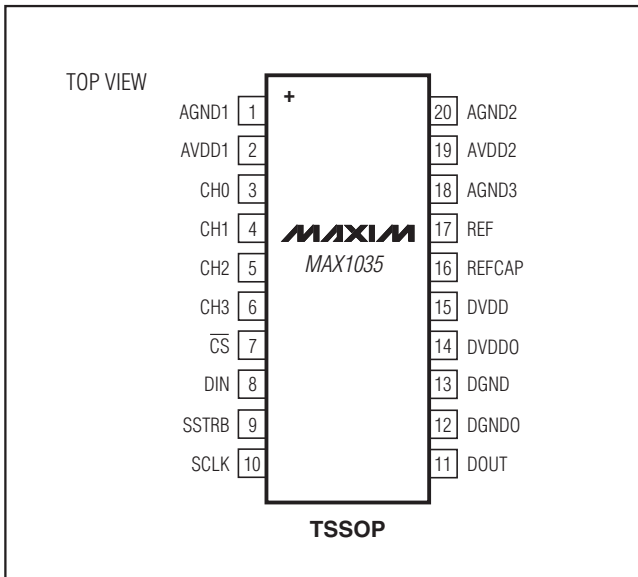 TOP VIEW
+
AGND1 1
AVDD1 2
CH0 3
CH1 4
CH2 5
CH3 6
CS 7
DIN 8
SSTRB 9
SCLK 10
MAXIM
MAX1035
20 AGND2
19 AVDD2
18 AGND3
17 REF
16 REFCAP
15 DVDD
14 DVDDO
13 DGND
12 DGNDO
11 DOUT
TSSOP